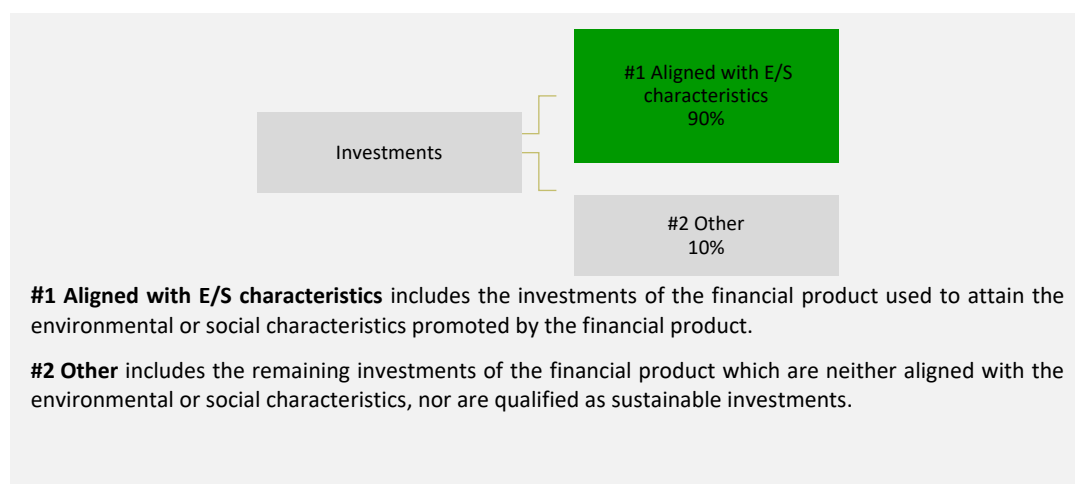 #1 Aligned with E/S
characteristics
90%
Investments
#2 Other
10%
#1 Aligned with E/S characteristics includes the investments of the financial product used to attain the
environmental or social characteristics promoted by the financial product.
#2 Other includes the remaining investments of the financial product which are neither aligned with the
environmental or social characteristics, nor are qualified as sustainable investments.